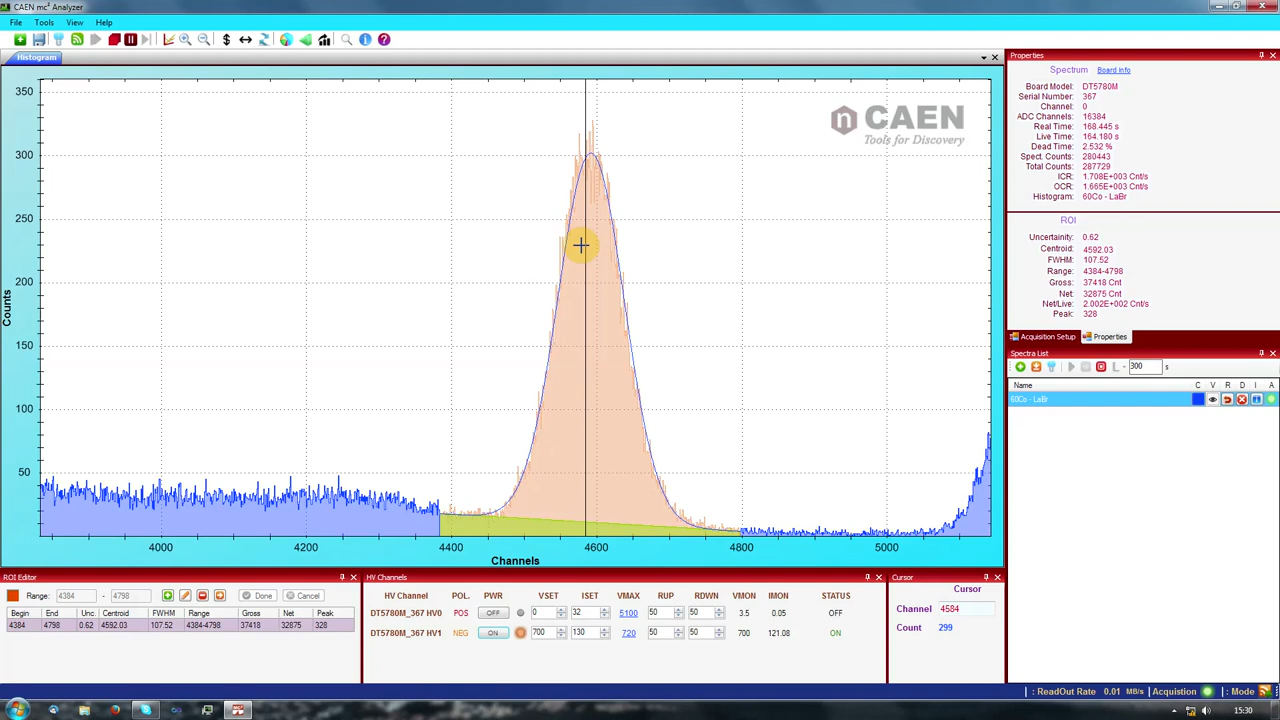 CAEN mc² Analyzer
File Tools View Help
Histogram
350
300
250
200
150
100
50
Counts
4000 4200 4400 4600 4800 5000
Channels
CAEN
Tools for Discovery
Properties
Spectrum Board Info
Board Model: DT5780M
Serial Number: 367
Channel: 0
ADC Channels: 16384
Real Time: 168.445 s
Live Time: 164.180 s
Dead Time: 2.532 %
Spect. Counts: 280443
Total Counts: 287729
ICR: 1.708E+003 Cnt/s
OCR: 1.665E+003 Cnt/s
Histogram: 60Co - LaBr
ROI
Uncertainity: 0.62
Centroid: 4592.03
FWHM: 107.52
Range: 4384-4798
Gross: 37418 Cnt
Net: 32875 Cnt
Net/Live: 2.002E+002 Cnt/s
Peak: 328
Acquisition Setup Properties
Spectra List
300 s
Name C V R D I A
60Co - LaBr
ROI Editor
Range: 4384 - 4798 Done Cancel
Begin End Unc. Centroid FWHM Range Gross Net Peak
4384 4798 0.62 4592.03 107.52 4384-4798 37418 32875 328
HV Channels
HV Channel POL. PWR VSET ISET VMAX RUP RDWN VMON IMON STATUS
DT5780M_367 HV0 POS OFF 0 32 5100 50 50 3.5 0.05 OFF
DT5780M_367 HV1 NEG ON 700 130 720 50 50 700 121.08 ON
Cursor
Cursor
Channel 4584
Count 299
: ReadOut Rate 0.01 MB/s Acquistion : Mode
15:30